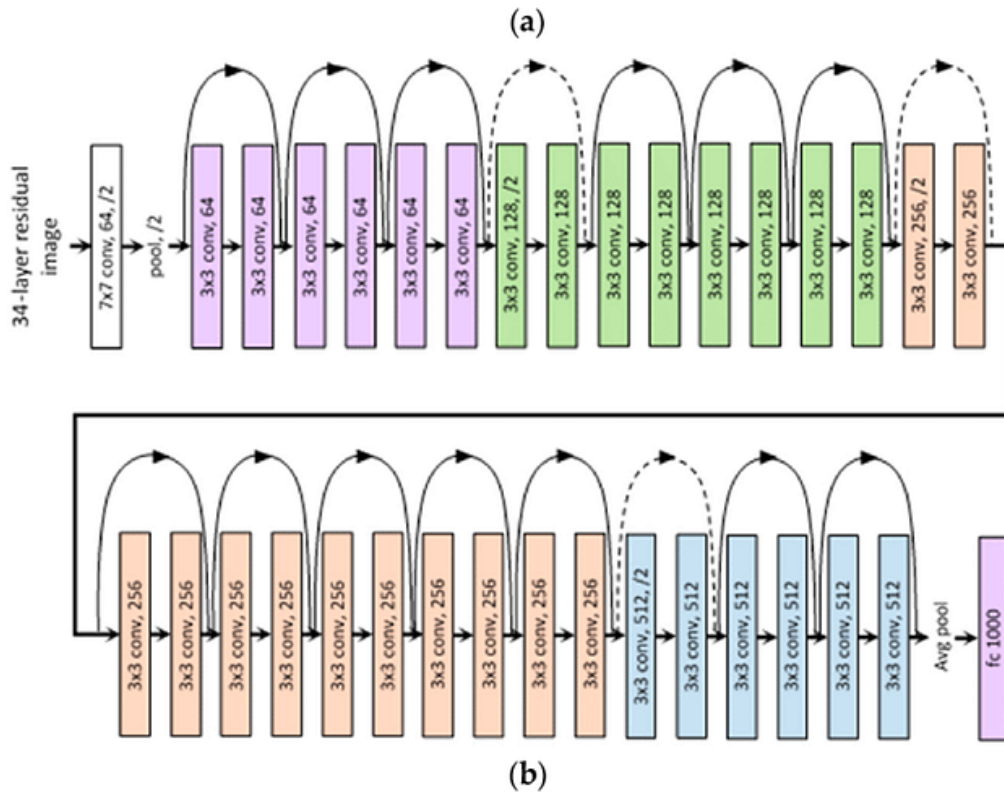 (a)
34-layer residual
image
7x7 conv, 64, /2
pool, /2
3x3 conv, 64
3x3 conv, 64
3x3 conv, 64
3x3 conv, 64
3x3 conv, 64
3x3 conv, 64
3x3 conv, 128, /2
3x3 conv, 128
3x3 conv, 128
3x3 conv, 128
3x3 conv, 128
3x3 conv, 128
3x3 conv, 128
3x3 conv, 128
3x3 conv, 256, /2
3x3 conv, 256
3x3 conv, 256
3x3 conv, 256
3x3 conv, 256
3x3 conv, 256
3x3 conv, 256
3x3 conv, 256
3x3 conv, 256
3x3 conv, 256
3x3 conv, 256
3x3 conv, 256
3x3 conv, 512, /2
3x3 conv, 512
3x3 conv, 512
3x3 conv, 512
3x3 conv, 512
3x3 conv, 512
Avg pool
fc 1000
(b)